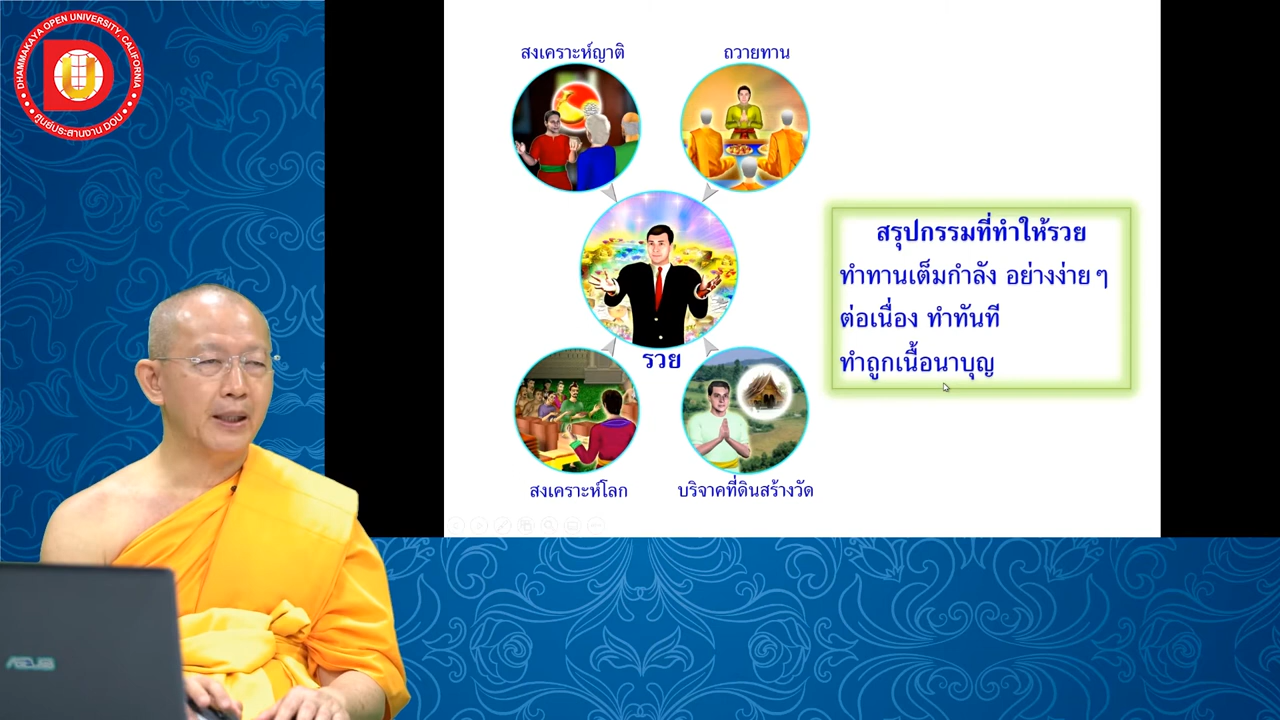 DHAMMAKAYA OPEN UNIVERSITY, CALIFORNIA
DOU
ศูนย์ประสานงาน DOU
สงเคราะห์ญาติ
ถวายทาน
รวย
สงเคราะห์โลก
บริจาคที่ดินสร้างวัด
สรุปกรรมที่ทำให้รวย
ทำทานเต็มกำลัง อย่างง่าย ๆ
ต่อเนื่อง ทำทันที
ทำถูกเนื้อนาบุญ
ASUS